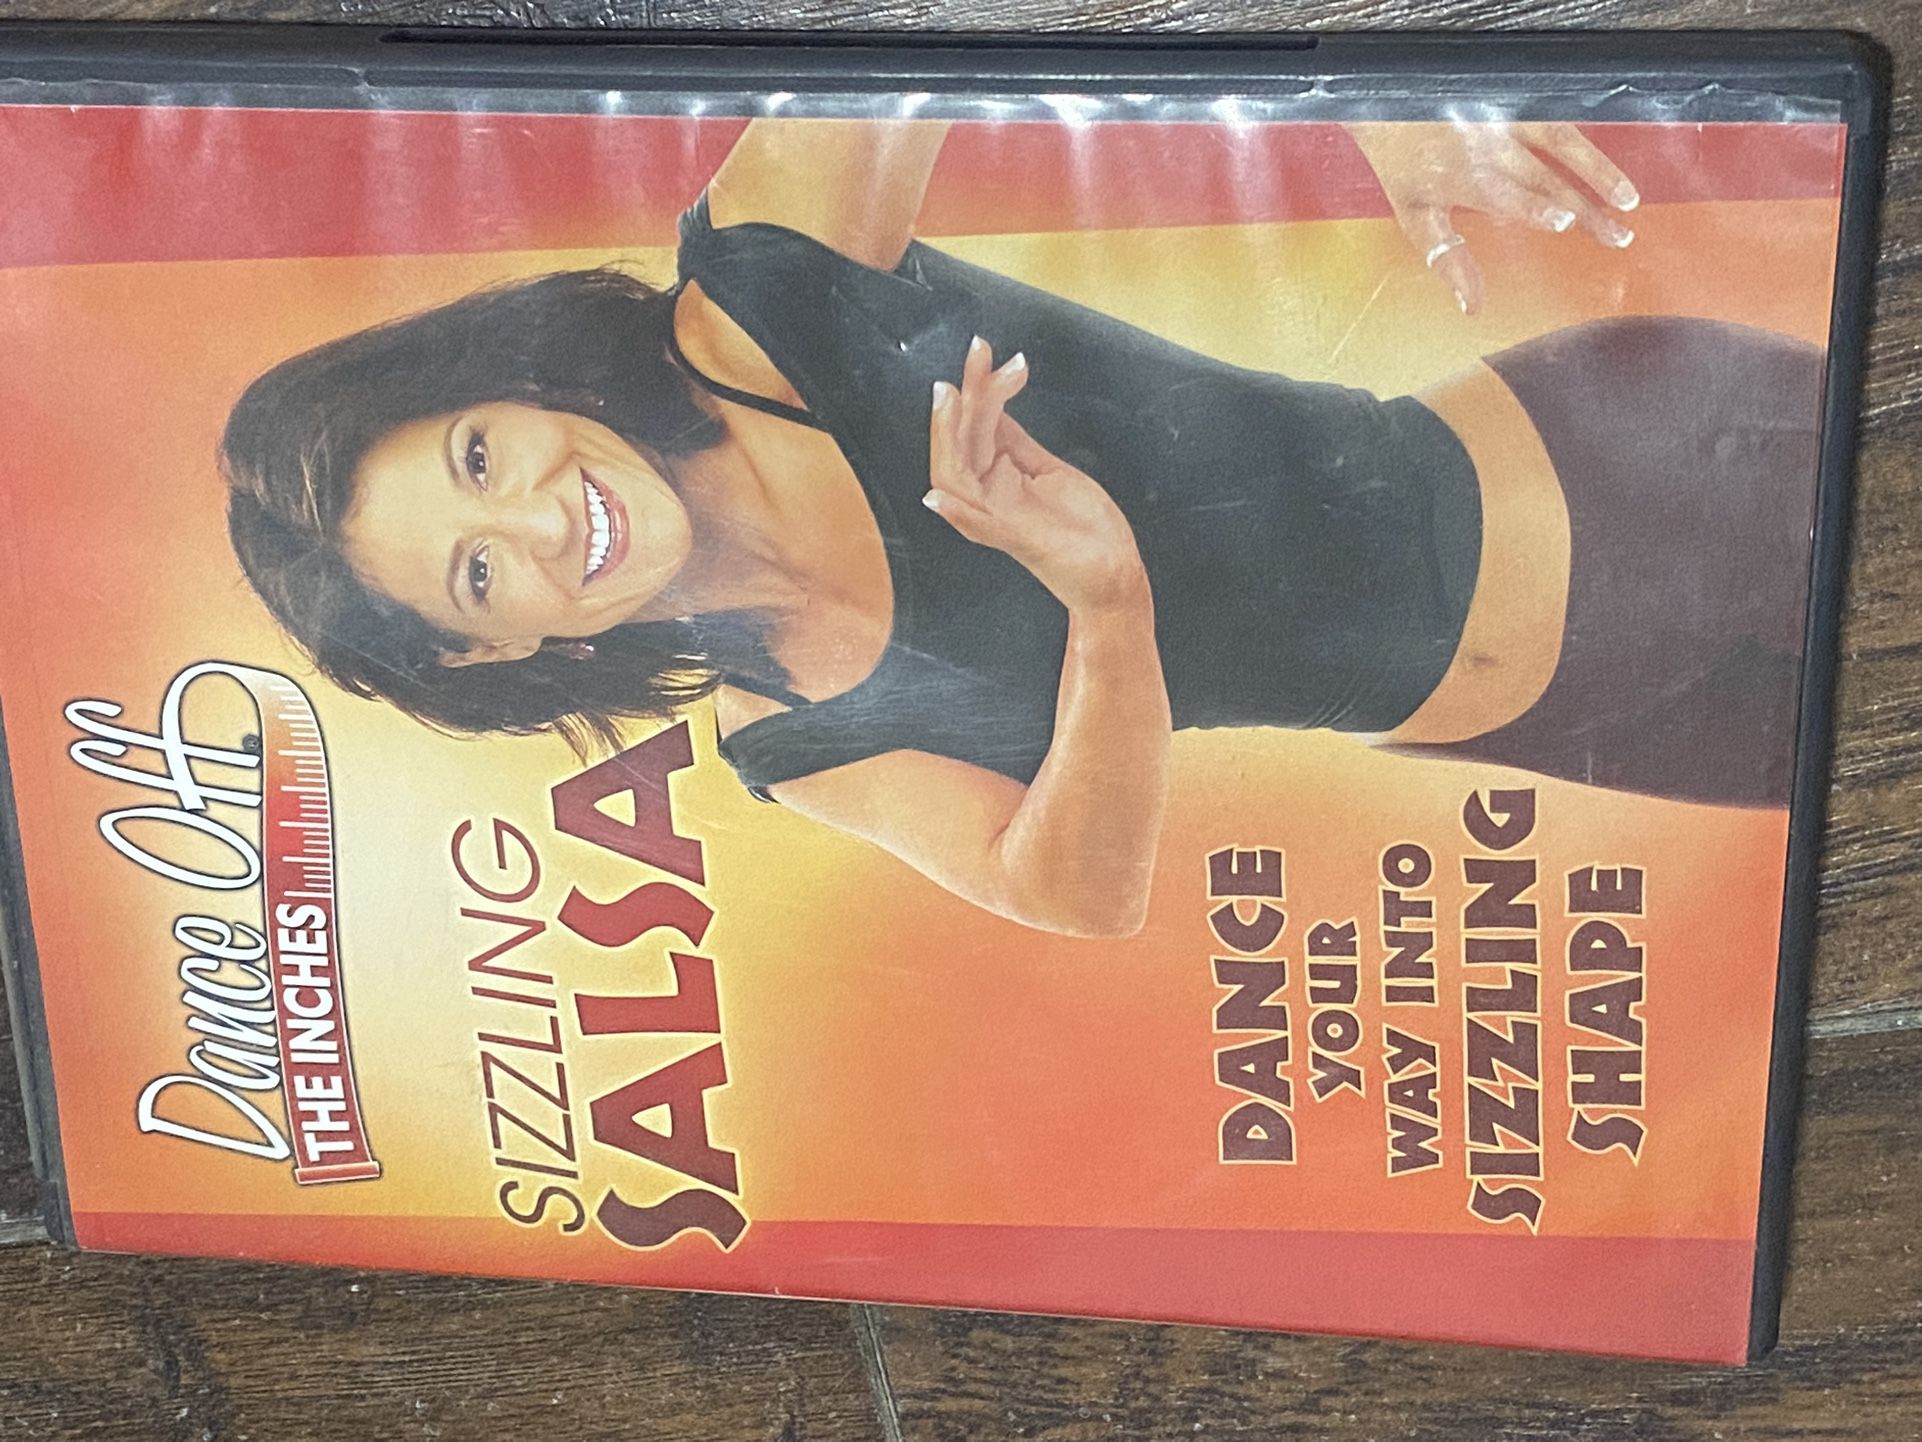 Dance Off®
THE INCHES
SIZZLING
SALSA
DANCE
YOUR
WAY INTO
SIZZLING
SHAPE